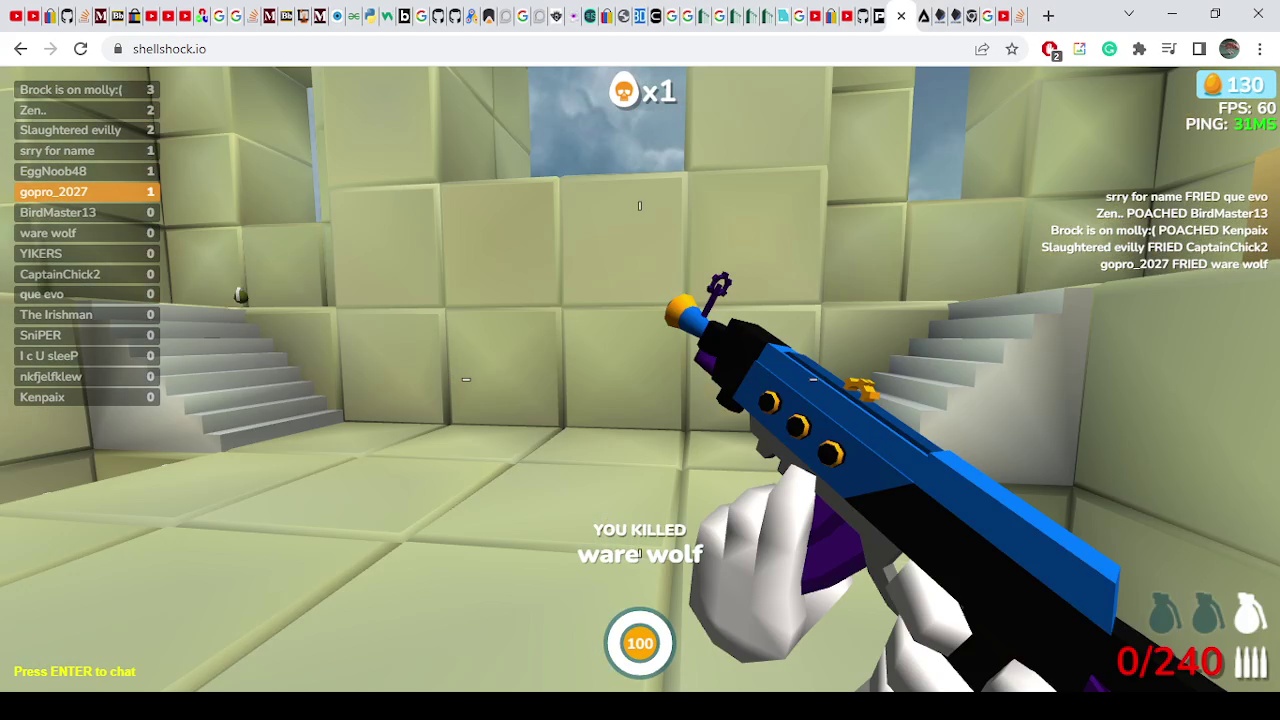 shellshock.io
2
Brock is on molly:( 3
Zen.. 2
Slaughtered evilly 2
srry for name 1
EggNoob48 1
gopro_2027 1
BirdMaster13 0
ware wolf 0
YIKERS 0
CaptainChick2 0
que evo 0
The Irishman 0
SniPER 0
I c U sleeP 0
nkfjelfklew 0
Kenpaix 0
x1
130
FPS: 60
PING: 31MS
srry for name FRIED que evo
Zen.. POACHED BirdMaster13
Brock is on molly:( POACHED Kenpaix
Slaughtered evilly FRIED CaptainChick2
gopro_2027 FRIED ware wolf
YOU KILLED
ware wolf
100
0/240
Press ENTER to chat